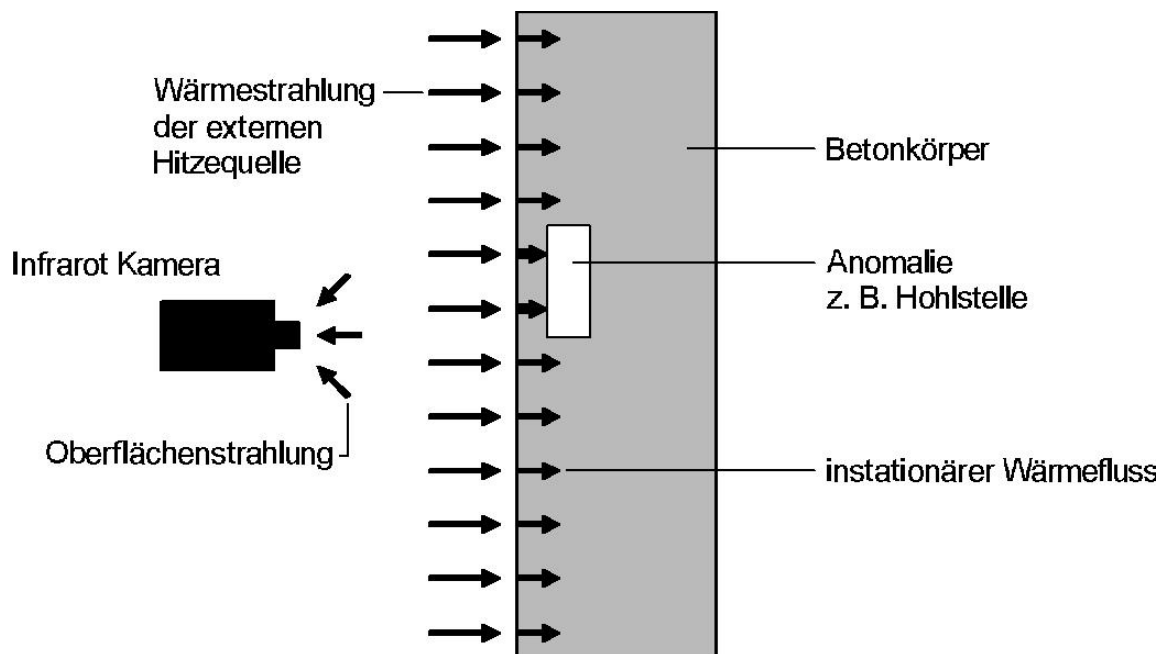 Wärmestrahlung
der externen
Hitzequelle
Betonkörper
Infrarot Kamera
Anomalie
z. B. Hohlstelle
Oberflächenstrahlung
instationärer Wärmefluss